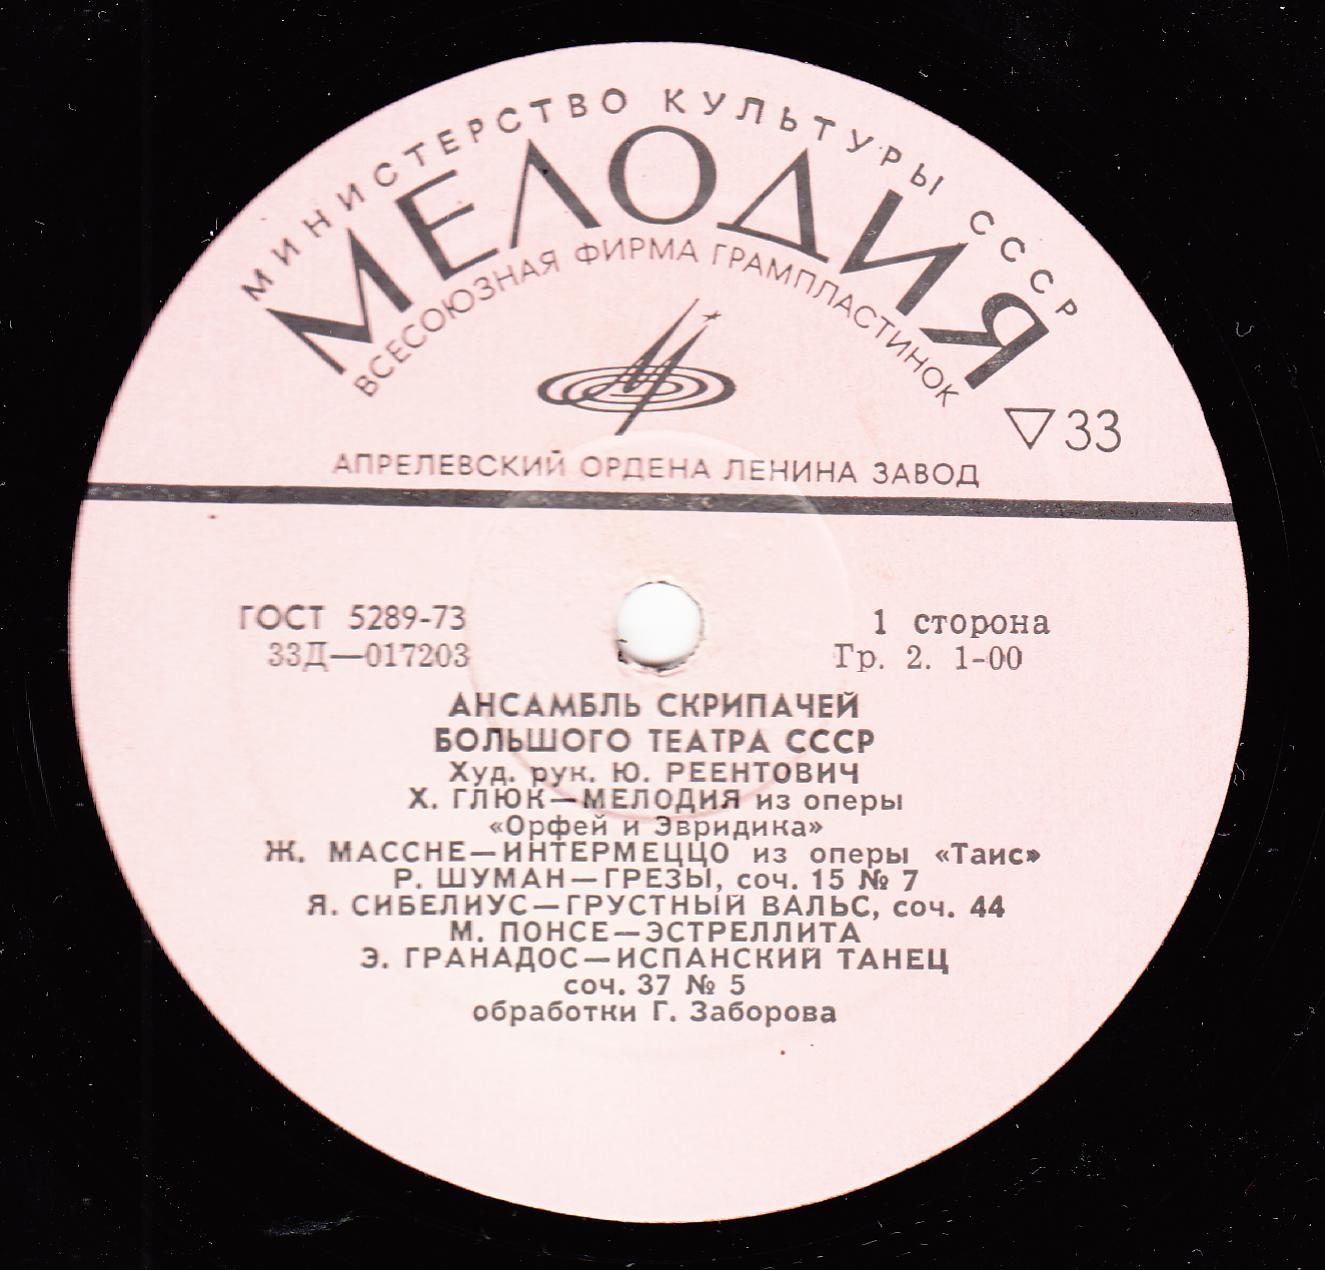 МИНИСТЕРСТВО КУЛЬТУРЫ СССР
МЕЛОДИЯ
ВСЕСОЮЗНАЯ ФИРМА ГРАМПЛАСТИНОК
▽33
АПРЕЛЕВСКИЙ ОРДЕНА ЛЕНИНА ЗАВОД
ГОСТ 5289-73
1 сторона
33Д—017203
Гр. 2. 1-00
АНСАМБЛЬ СКРИПАЧЕЙ
БОЛЬШОГО ТЕАТРА СССР
Худ. рук. Ю. РЕЕНТОВИЧ
Х. ГЛЮК—МЕЛОДИЯ из оперы
«Орфей и Эвридика»
Ж. МАССНЕ—ИНТЕРМЕЦЦО из оперы «Таис»
Р. ШУМАН—ГРЕЗЫ, соч. 15 № 7
Я. СИБЕЛИУС—ГРУСТНЫЙ ВАЛЬС, соч. 44
М. ПОНСЕ—ЭСТРЕЛЛИТА
Э. ГРАНАДОС—ИСПАНСКИЙ ТАНЕЦ
соч. 37 № 5
обработки Г. Заборова